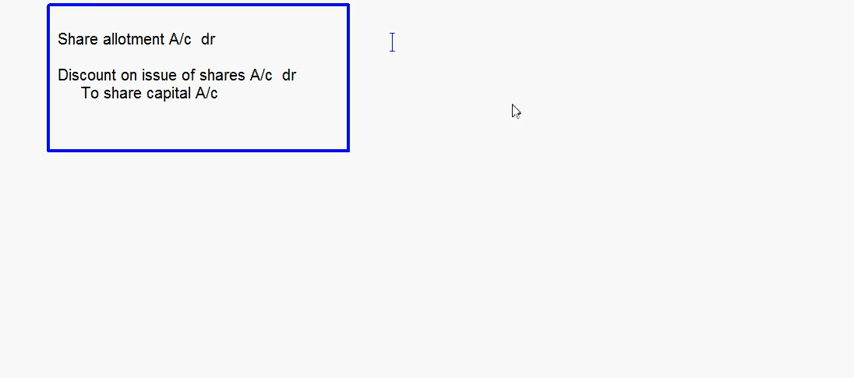 Share allotment A/c  dr
Discount on issue of shares A/c  dr
To share capital A/c